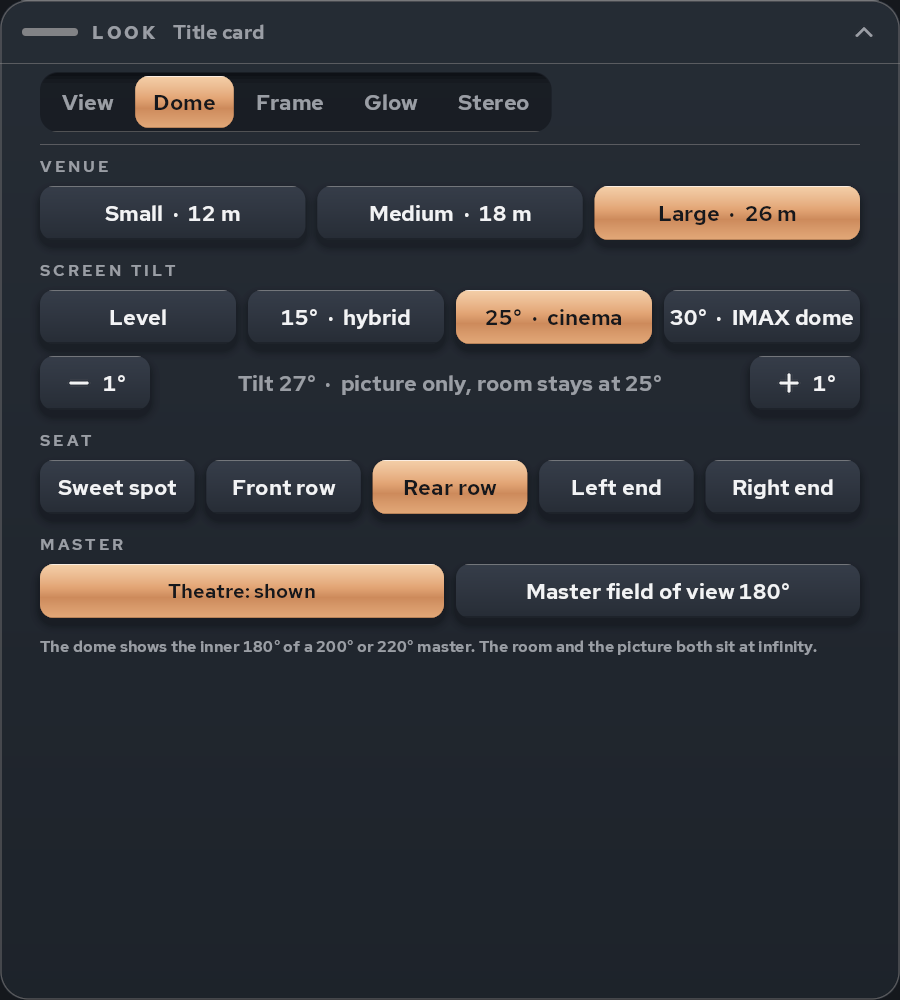 LOOK Title card
View Dome Frame Glow Stereo
VENUE
Small · 12 m Medium · 18 m Large · 26 m
SCREEN TILT
Level 15° · hybrid 25° · cinema 30° · IMAX dome
− 1° Tilt 27° · picture only, room stays at 25° + 1°
SEAT
Sweet spot Front row Rear row Left end Right end
MASTER
Theatre: shown Master field of view 180°
The dome shows the inner 180° of a 200° or 220° master. The room and the picture both sit at infinity.